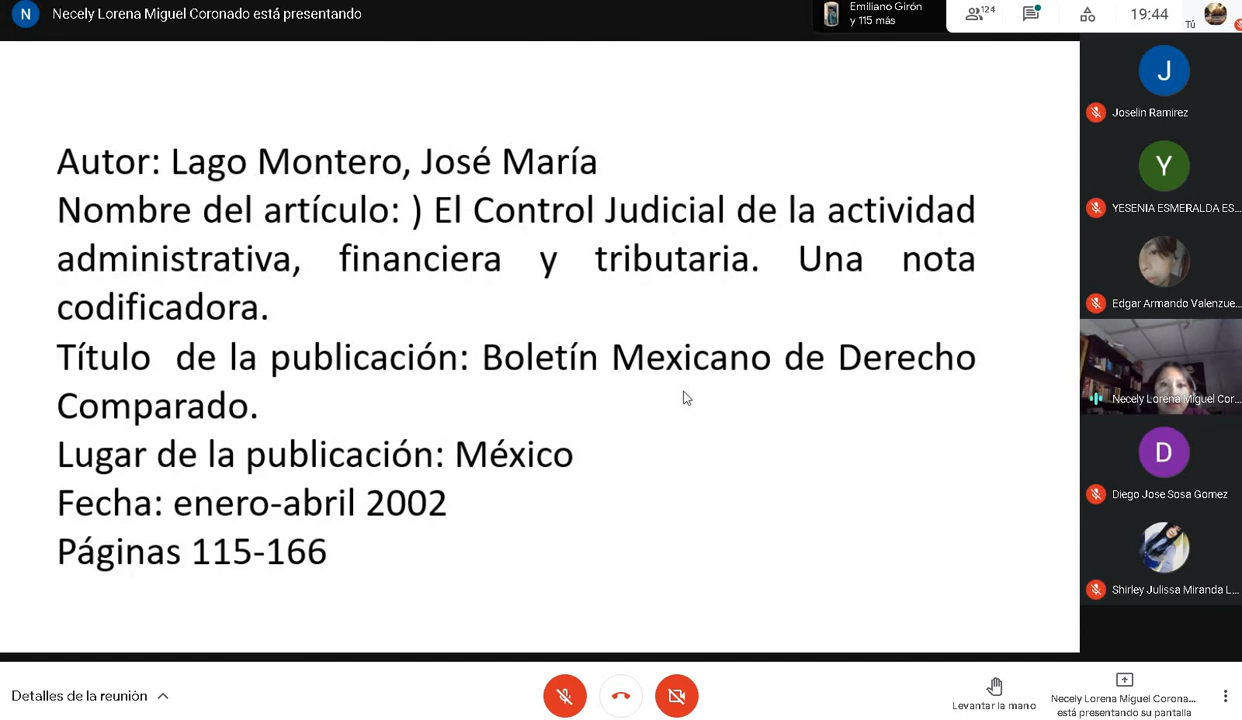 N Necely Lorena Miguel Coronado está presentando
Emiliano Girón
y 115 más
124
19:44
Tú
Autor: Lago Montero, José María
Nombre del artículo: ) El Control Judicial de la actividad
administrativa, financiera y tributaria. Una nota
codificadora.
Título de la publicación: Boletín Mexicano de Derecho
Comparado.
Lugar de la publicación: México
Fecha: enero-abril 2002
Páginas 115-166
J
Joselin Ramirez
Y
YESENIA ESMERALDA ES...
Edgar Armando Valenzue...
Necely Lorena Miguel Cor...
D
Diego Jose Sosa Gomez
Shirley Julissa Miranda L...
Detalles de la reunión
Levantar la mano
Necely Lorena Miguel Corona...
está presentando su pantalla